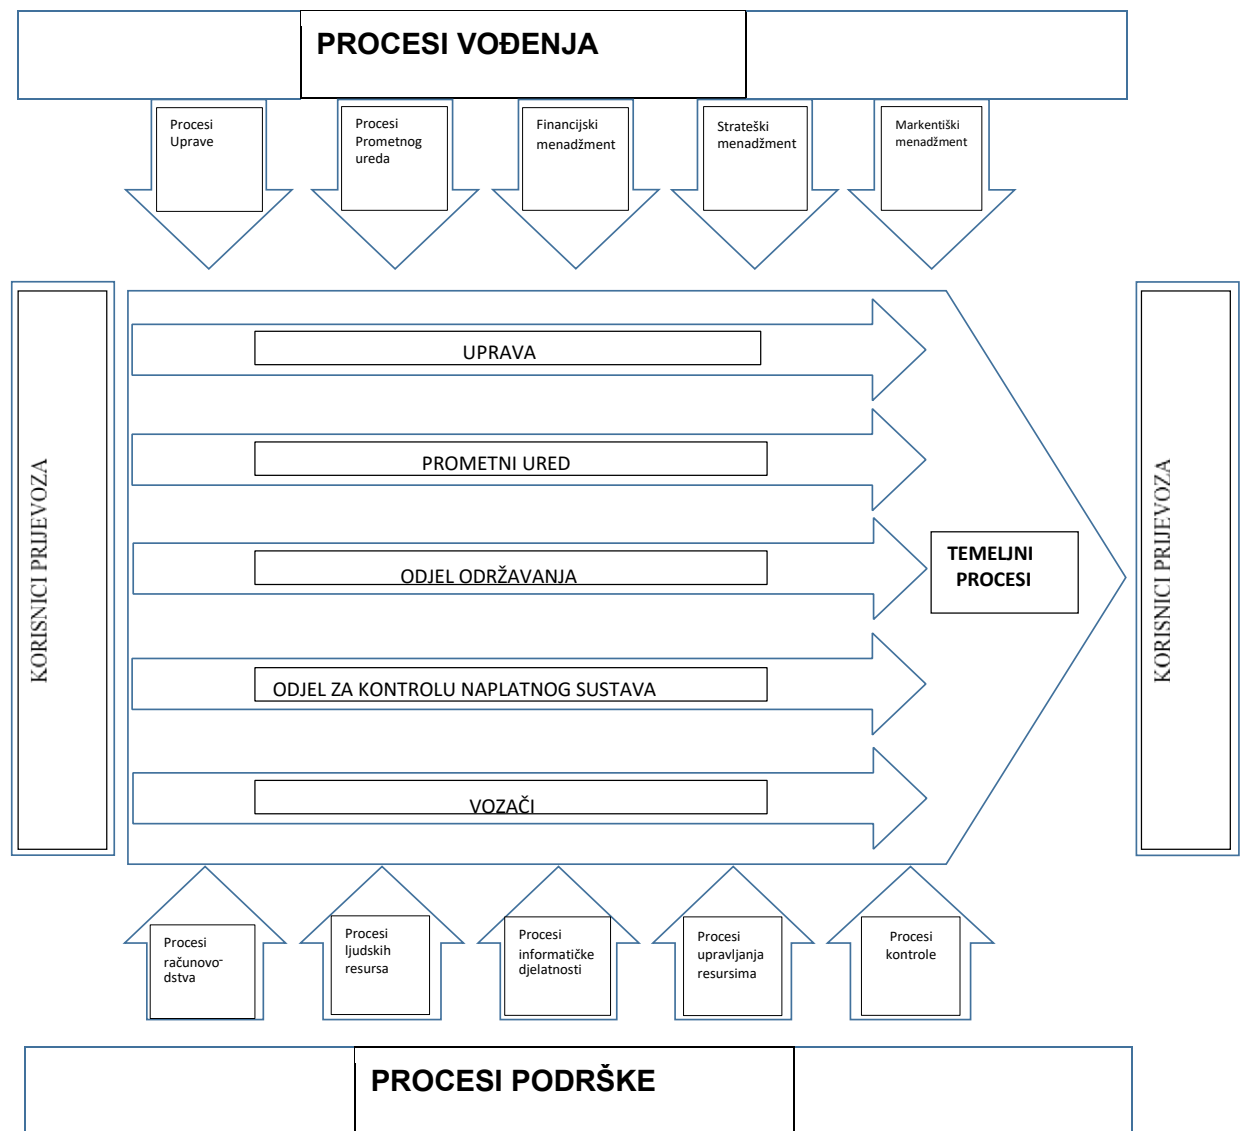 PROCESI VOĐENJA
Procesi
Uprave
Procesi
Prometnog
ureda
Financijski
menadžment
Strateški
menadžment
Markentiški
menadžment
KORISNICI PRIJEVOZA
UPRAVA
PROMETNI URED
ODJEL ODRŽAVANJA
ODJEL ZA KONTROLU NAPLATNOG SUSTAVA
VOZAČI
TEMELJNI
PROCESI
KORISNICI PRIJEVOZA
Procesi
računovo-
dstva
Procesi
ljudskih
resursa
Procesi
informatičke
djelatnosti
Procesi
upravljanja
resursima
Procesi
kontrole
PROCESI PODRŠKE